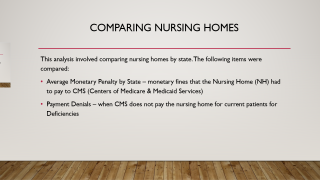 COMPARING NURSING HOMES
This analysis involved comparing nursing homes by state. The following items were
compared:
• Average Monetary Penalty by State – monetary fines that the Nursing Home (NH) had
to pay to CMS (Centers of Medicare & Medicaid Services)
• Payment Denials – when CMS does not pay the nursing home for current patients for
Deficiencies